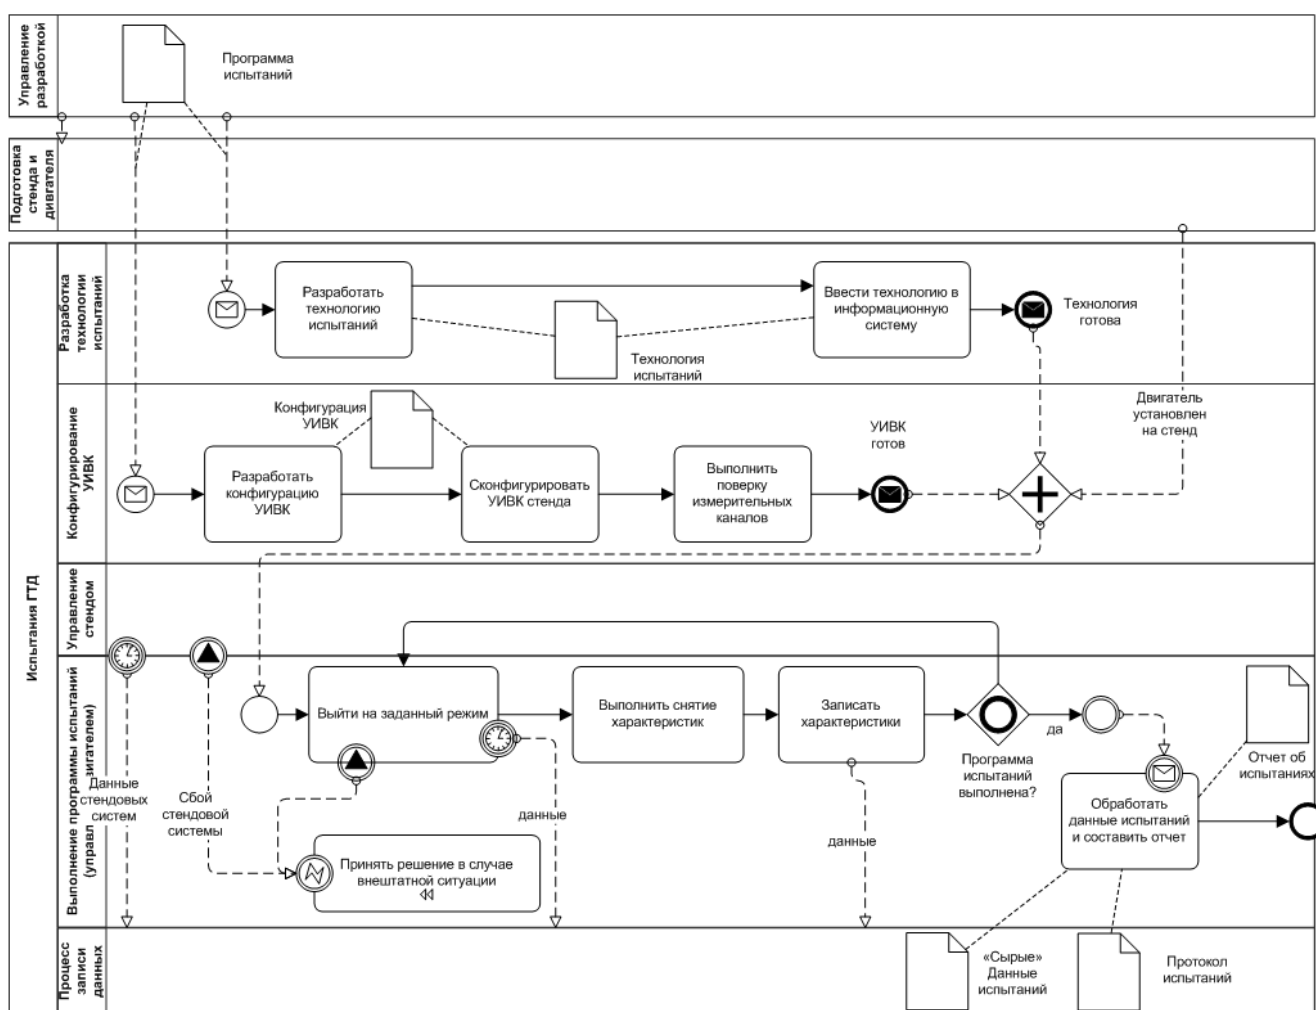 Управление
разработкой
Программа
испытаний
Подготовка
стенда и
дивгателя
Испытания ГТД
Разработка
технологии
испытаний
Разработать
технологию
испытаний
Ввести технологию в
информационную
систему
Технология
готова
Технология
испытаний
Конфигурирование
УИВК
Конфигурация
УИВК
УИВК
готов
Двигатель
установлен
на стенд
Разработать
конфигурацию
УИВК
Сконфигурировать
УИВК стенда
Выполнить
поверку
измерительных
каналов
Управление
стендом
Выполнение программы испытаний
(управл
зигателем)
Выйти на заданный режим
Выполнить снятие
характеристик
Записать
характеристики
да
Программа
испытаний
выполнена?
Отчет об
испытаниях
Данные
стендовых
систем
Сбой
стендовой
системы
данные
данные
Обработать
данные испытаний
и составить отчет
Принять решение в случае
внештатной ситуации
Процесс
записи
данных
«Сырые»
Данные
испытаний
Протокол
испытаний